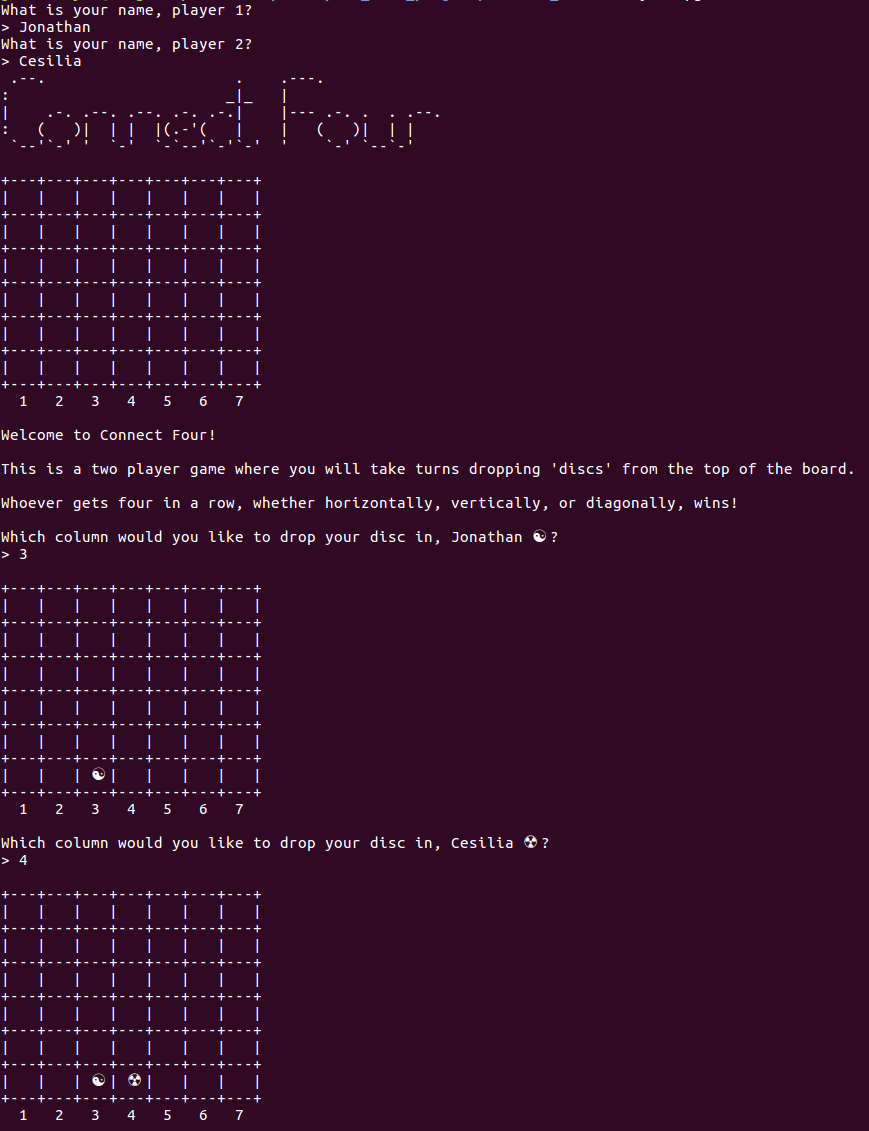 What is your name, player 1?
> Jonathan
What is your name, player 2?
> Cesilia
 .--.                     .    .---.
:                        _|_   |
|    .-. .--. .--. .-. .-.|    |--- .-. .  . .--.
:   (   )|  | |  |(.-'(   |    |   (   )|  | |
 `--'`-' '  `-'  `-`--'`-'`-'  '    `-' `--`-'

+---+---+---+---+---+---+---+
|   |   |   |   |   |   |   |
+---+---+---+---+---+---+---+
|   |   |   |   |   |   |   |
+---+---+---+---+---+---+---+
|   |   |   |   |   |   |   |
+---+---+---+---+---+---+---+
|   |   |   |   |   |   |   |
+---+---+---+---+---+---+---+
|   |   |   |   |   |   |   |
+---+---+---+---+---+---+---+
|   |   |   |   |   |   |   |
+---+---+---+---+---+---+---+
  1   2   3   4   5   6   7

Welcome to Connect Four!

This is a two player game where you will take turns dropping 'discs' from the top of the board.

Whoever gets four in a row, whether horizontally, vertically, or diagonally, wins!

Which column would you like to drop your disc in, Jonathan ☯?
> 3

+---+---+---+---+---+---+---+
|   |   |   |   |   |   |   |
+---+---+---+---+---+---+---+
|   |   |   |   |   |   |   |
+---+---+---+---+---+---+---+
|   |   |   |   |   |   |   |
+---+---+---+---+---+---+---+
|   |   |   |   |   |   |   |
+---+---+---+---+---+---+---+
|   |   |   |   |   |   |   |
+---+---+---+---+---+---+---+
|   |   | ☯ |   |   |   |   |
+---+---+---+---+---+---+---+
  1   2   3   4   5   6   7

Which column would you like to drop your disc in, Cesilia ☢?
> 4

+---+---+---+---+---+---+---+
|   |   |   |   |   |   |   |
+---+---+---+---+---+---+---+
|   |   |   |   |   |   |   |
+---+---+---+---+---+---+---+
|   |   |   |   |   |   |   |
+---+---+---+---+---+---+---+
|   |   |   |   |   |   |   |
+---+---+---+---+---+---+---+
|   |   |   |   |   |   |   |
+---+---+---+---+---+---+---+
|   |   | ☯ | ☢ |   |   |   |
+---+---+---+---+---+---+---+
  1   2   3   4   5   6   7